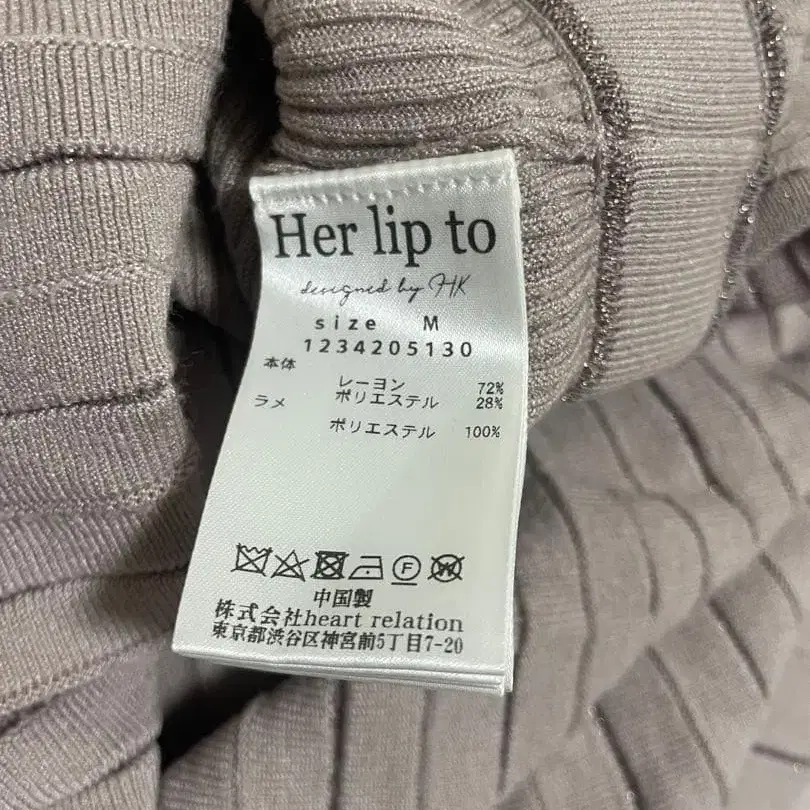 Her lip to
designed by HK
size M
1234205130
本体
レーヨン 72%
ポリエステル 28%
ラメ
ポリエステル 100%
F W
中国製
株式会社heart relation
東京都渋谷区神宮前5丁目7-20